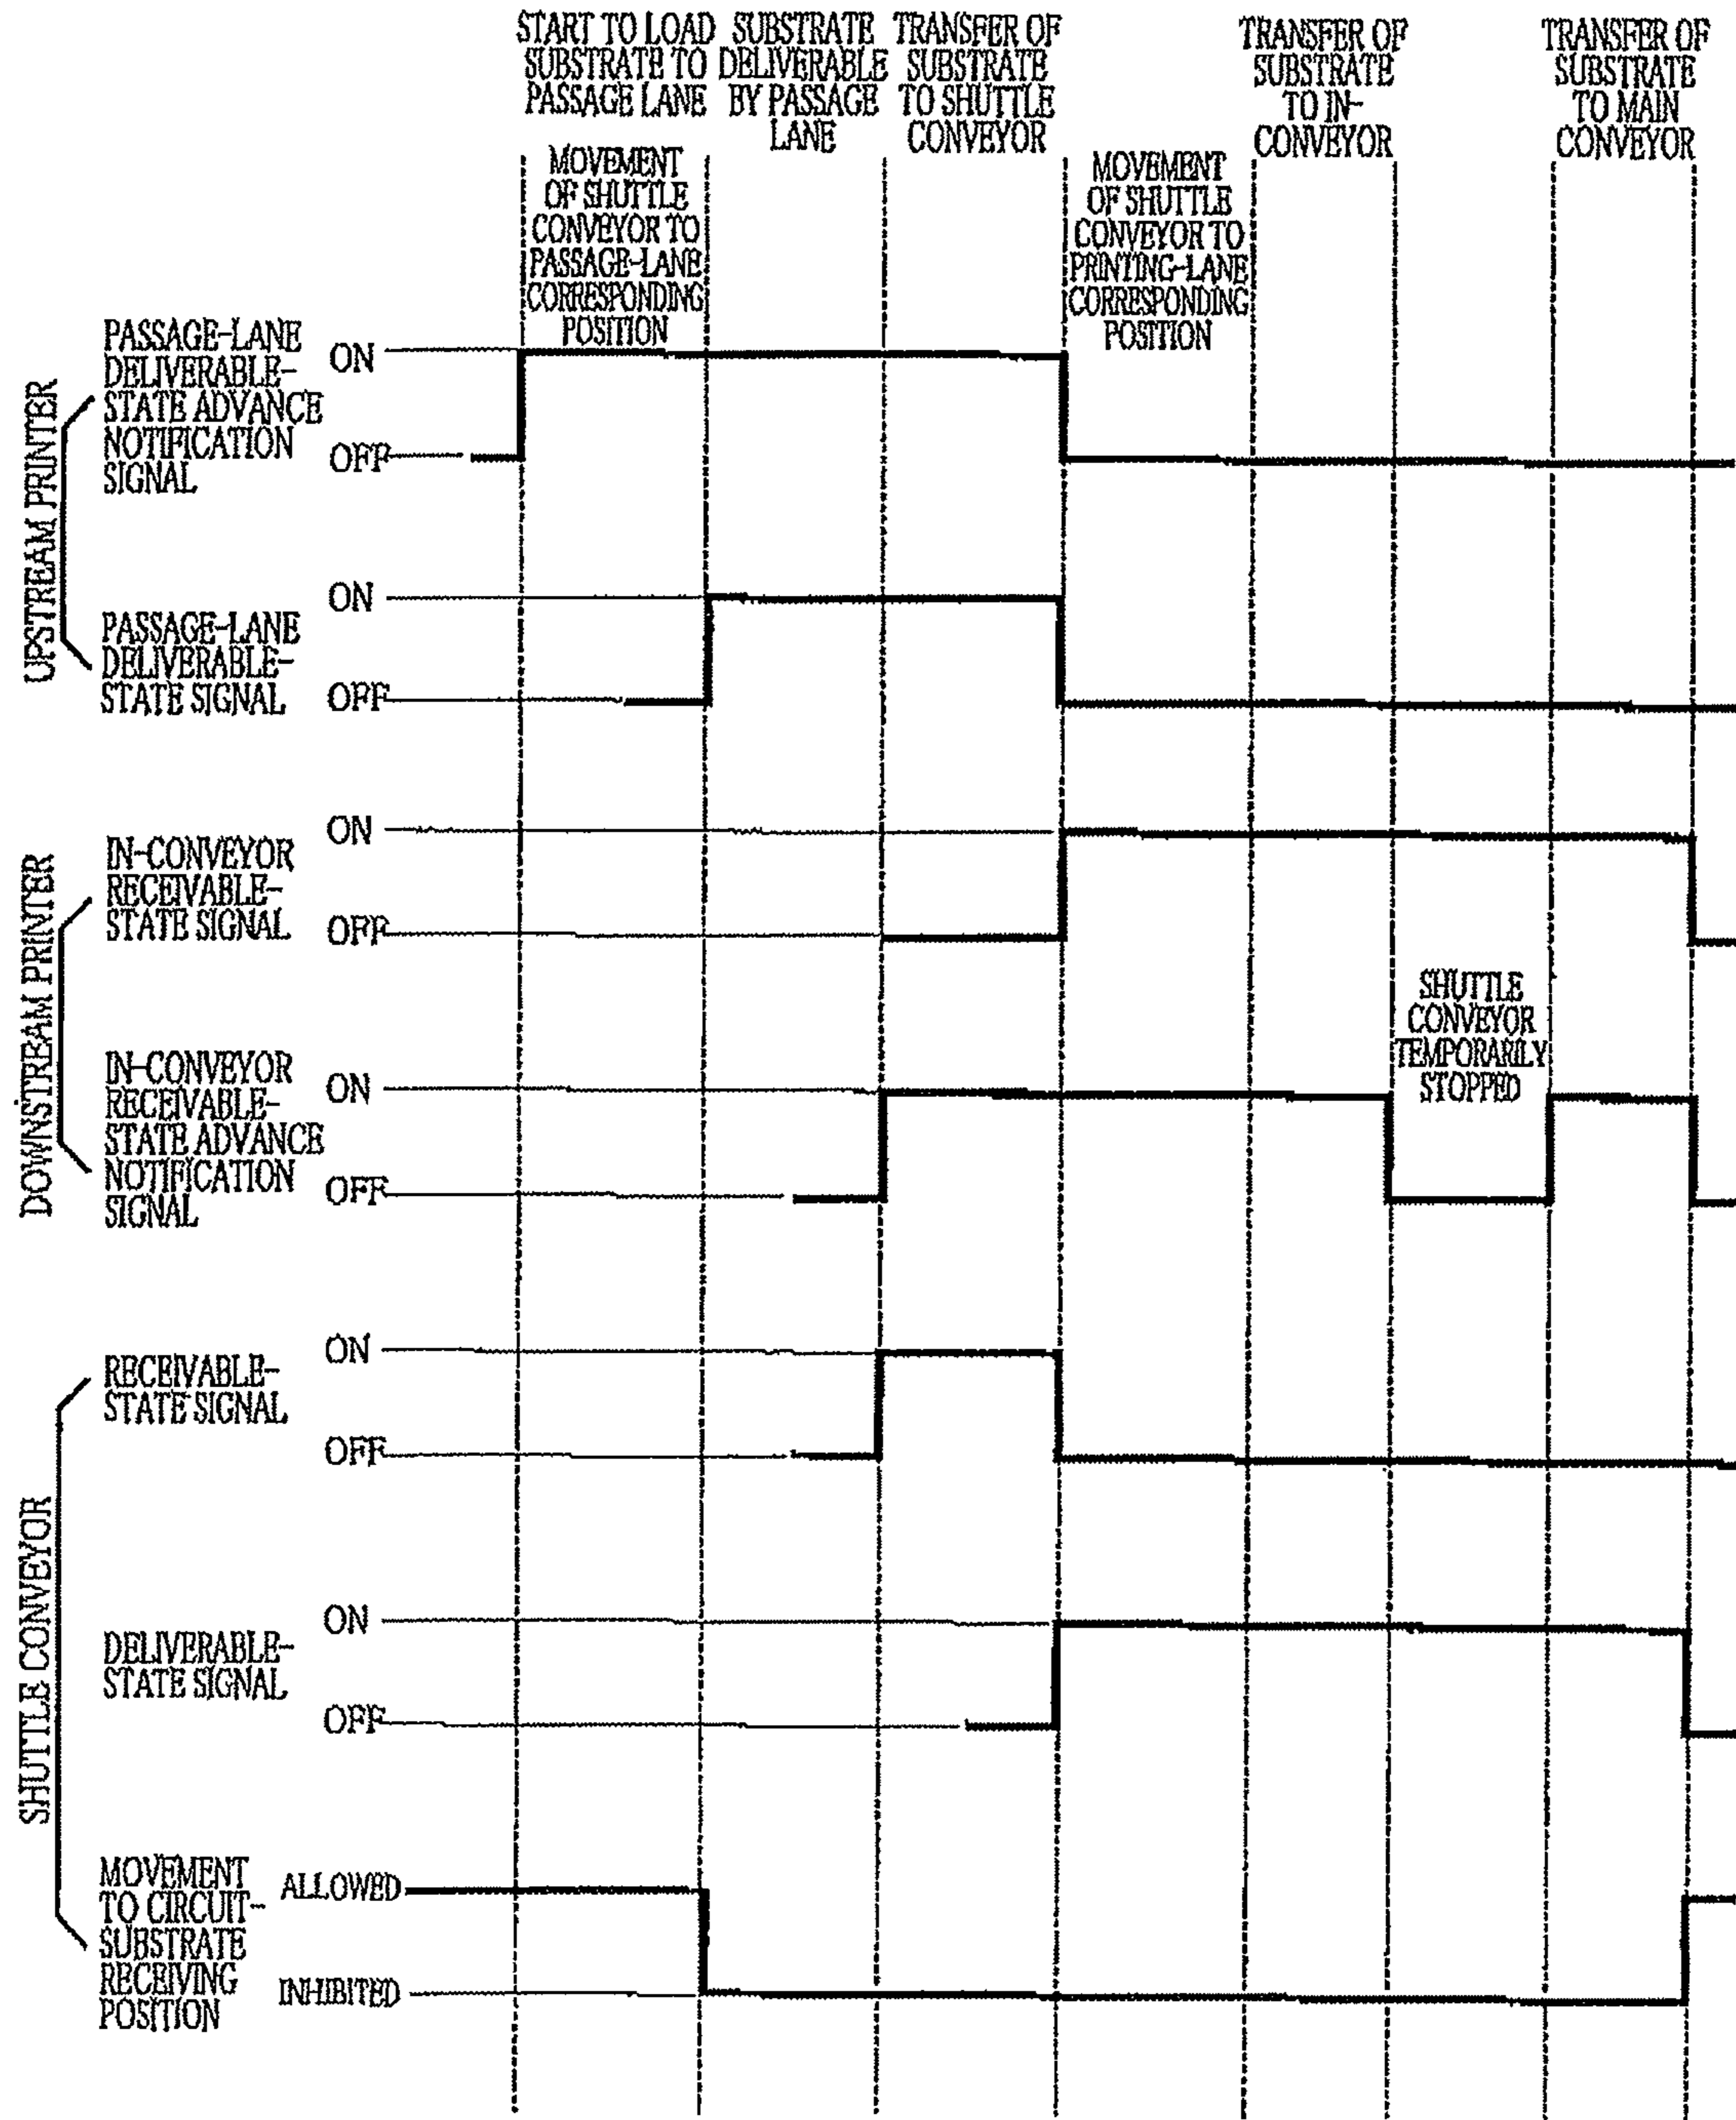 START TO LOAD
SUBSTRATE TO
PASSAGE LANE
SUBSTRATE
DELIVERABLE
BY PASSAGE
LANE
TRANSFER OF
SUBSTRATE
TO SHUTTLE
CONVEYOR
TRANSFER OF
SUBSTRATE
TO IN-
CONVEYOR
TRANSFER OF
SUBSTRATE
TO MAIN
CONVEYOR
MOVEMENT
OF SHUTTLE
CONVEYOR TO
PASSAGE-LANE
CORRESPONDING
POSITION
MOVEMENT
OF SHUTTLE
CONVEYOR TO
PRINTING-LANE
CORRESPONDING
POSITION
UPSTREAM PRINTER
PASSAGE-LANE
DELIVERABLE-
STATE ADVANCE
NOTIFICATION
SIGNAL
ON
OFF
PASSAGE-LANE
DELIVERABLE-
STATE SIGNAL
ON
OFF
DOWNSTREAM PRINTER
IN-CONVEYOR
RECEIVABLE-
STATE SIGNAL
ON
OFF
SHUTTLE
CONVEYOR
TEMPORARILY
STOPPED
IN-CONVEYOR
RECEIVABLE-
STATE ADVANCE
NOTIFICATION
SIGNAL
ON
OFF
SHUTTLE CONVEYOR
RECEIVABLE-
STATE SIGNAL
ON
OFF
DELIVERABLE-
STATE SIGNAL
ON
OFF
MOVEMENT
TO CIRCUIT-
SUBSTRATE
RECEIVING
POSITION
ALLOWED
INHIBITED